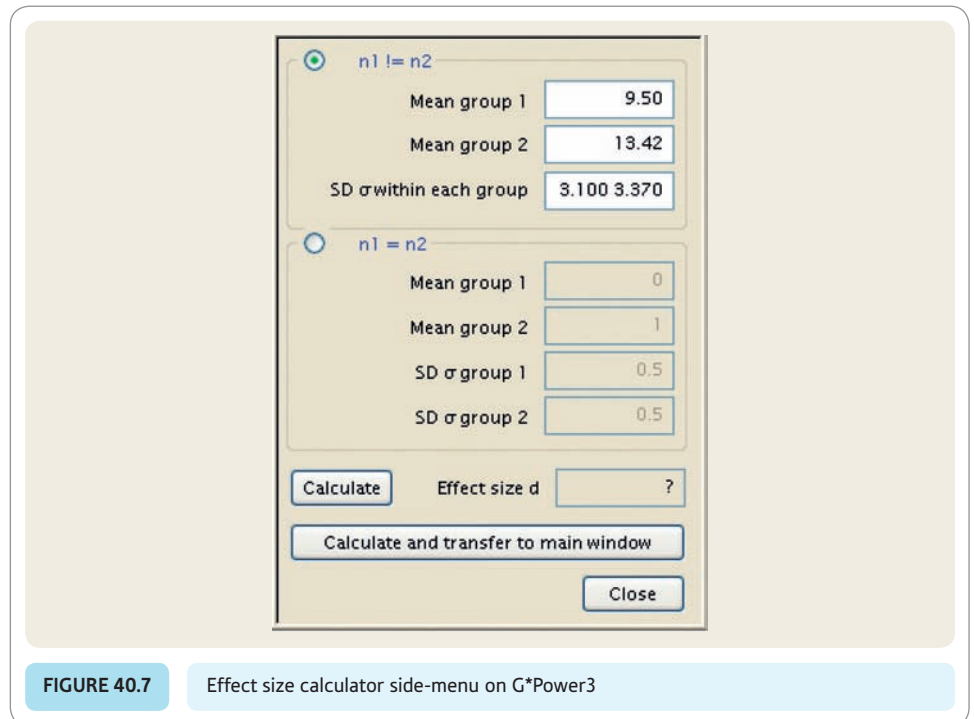 n1 != n2
Mean group 1 9.50
Mean group 2 13.42
SD σ within each group 3.100 3.370
n1 = n2
Mean group 1 0
Mean group 2 1
SD σ group 1 0.5
SD σ group 2 0.5
Calculate Effect size d ?
Calculate and transfer to main window
Close
FIGURE 40.7 Effect size calculator side-menu on G*Power3